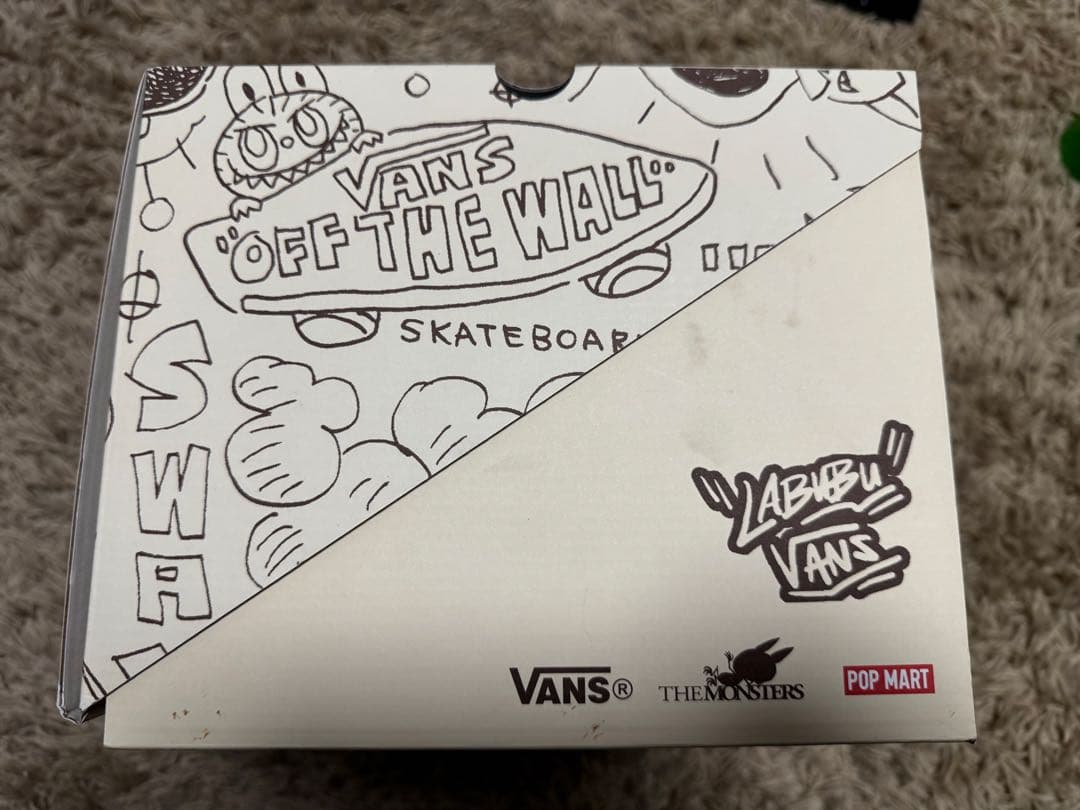 VANS
"OFF THE WALL"
SKATEBOAR
SWA
"LABUBU"
VANS
VANS®
THE MONSTERS
POP MART